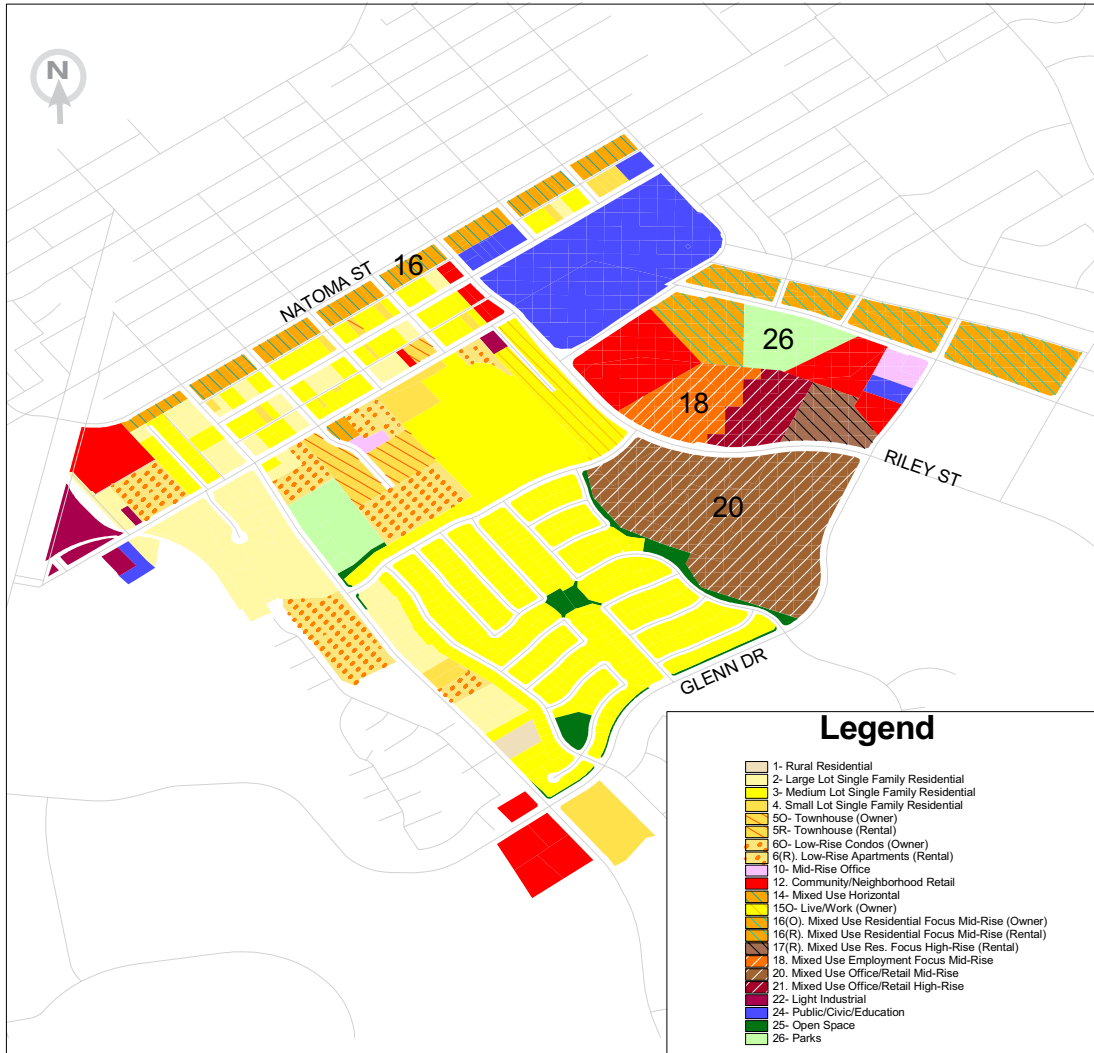 N
NATOMA ST
16
26
18
RILEY ST
20
GLENN DR
Legend
1- Rural Residential
2- Large Lot Single Family Residential
3- Medium Lot Single Family Residential
4. Small Lot Single Family Residential
5O- Townhouse (Owner)
5R- Townhouse (Rental)
6O- Low-Rise Condos (Owner)
6(R). Low-Rise Apartments (Rental)
10- Mid-Rise Office
12. Community/Neighborhood Retail
14- Mixed Use Horizontal
15O- Live/Work (Owner)
16(O). Mixed Use Residential Focus Mid-Rise (Owner)
16(R). Mixed Use Residential Focus Mid-Rise (Rental)
17(R). Mixed Use Res. Focus High-Rise (Rental)
18. Mixed Use Employment Focus Mid-Rise
20. Mixed Use Office/Retail Mid-Rise
21. Mixed Use Office/Retail High-Rise
22- Light Industrial
24- Public/Civic/Education
25- Open Space
26- Parks